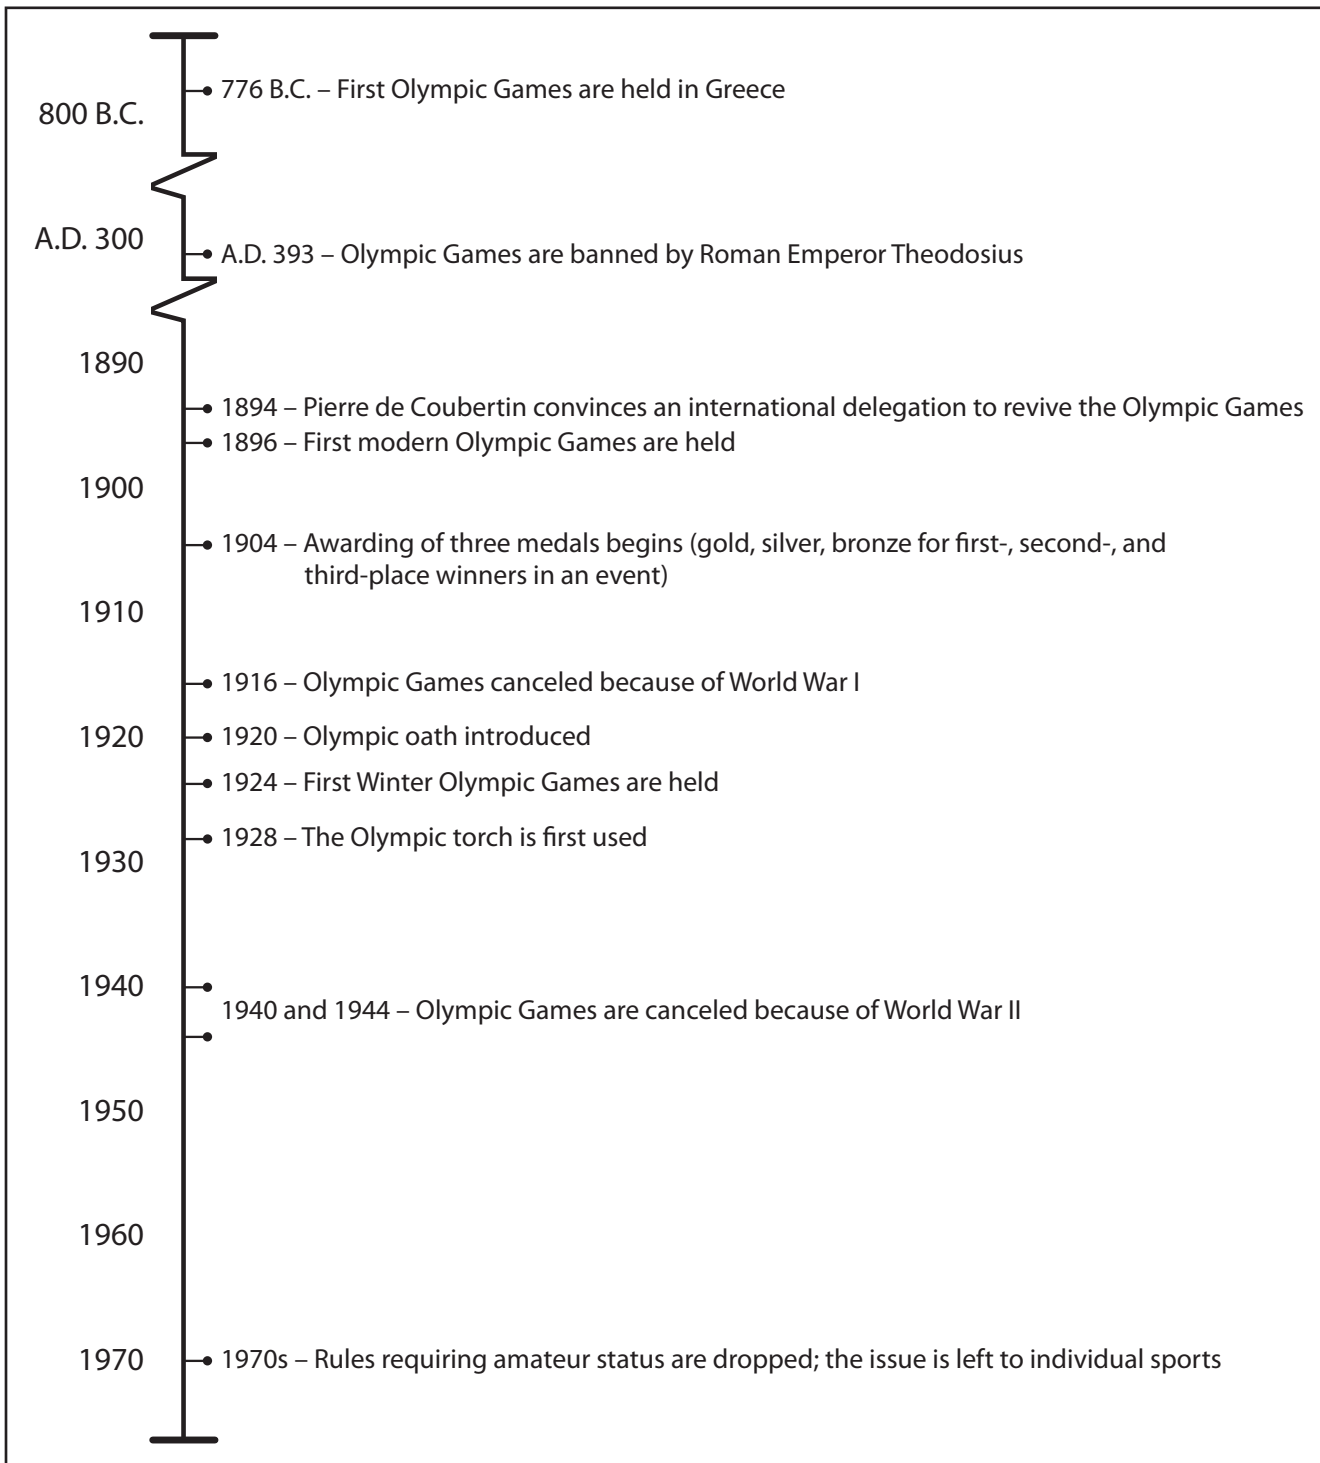 776 B.C. – First Olympic Games are held in Greece
800 B.C.
A.D. 300
A.D. 393 – Olympic Games are banned by Roman Emperor Theodosius
1890
1894 – Pierre de Coubertin convinces an international delegation to revive the Olympic Games
1896 – First modern Olympic Games are held
1900
1904 – Awarding of three medals begins (gold, silver, bronze for first-, second-, and
third-place winners in an event)
1910
1916 – Olympic Games canceled because of World War I
1920
1920 – Olympic oath introduced
1924 – First Winter Olympic Games are held
1928 – The Olympic torch is first used
1930
1940
1940 and 1944 – Olympic Games are canceled because of World War II
1950
1960
1970
1970s – Rules requiring amateur status are dropped; the issue is left to individual sports